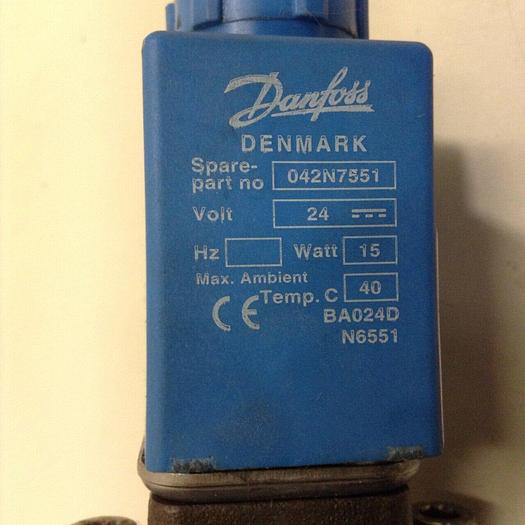 Danfoss
DENMARK
Spare-
part no 042N7551
Volt 24
Hz Watt 15
Max. Ambient
Temp. C 40
CE BA024D
N6551